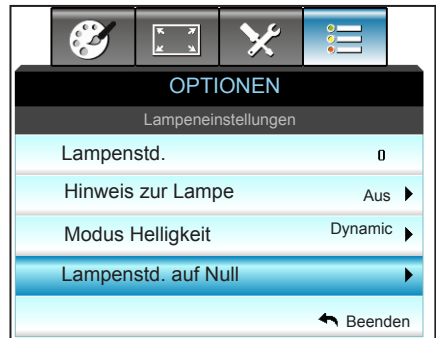 OPTIONEN
Lampeneinstellungen
Lampenstd. 0
Hinweis zur Lampe Aus
Modus Helligkeit Dynamic
Lampenstd. auf Null
Beenden